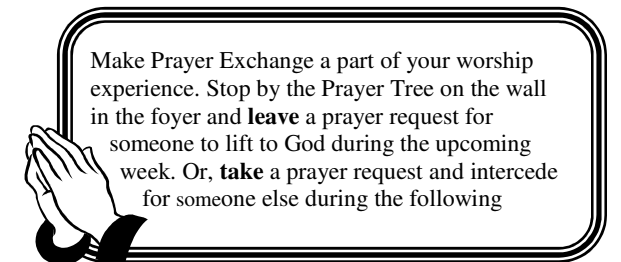 Make Prayer Exchange a part of your worship
experience. Stop by the Prayer Tree on the wall
in the foyer and leave a prayer request for
someone to lift to God during the upcoming
week. Or, take a prayer request and intercede
for someone else during the following